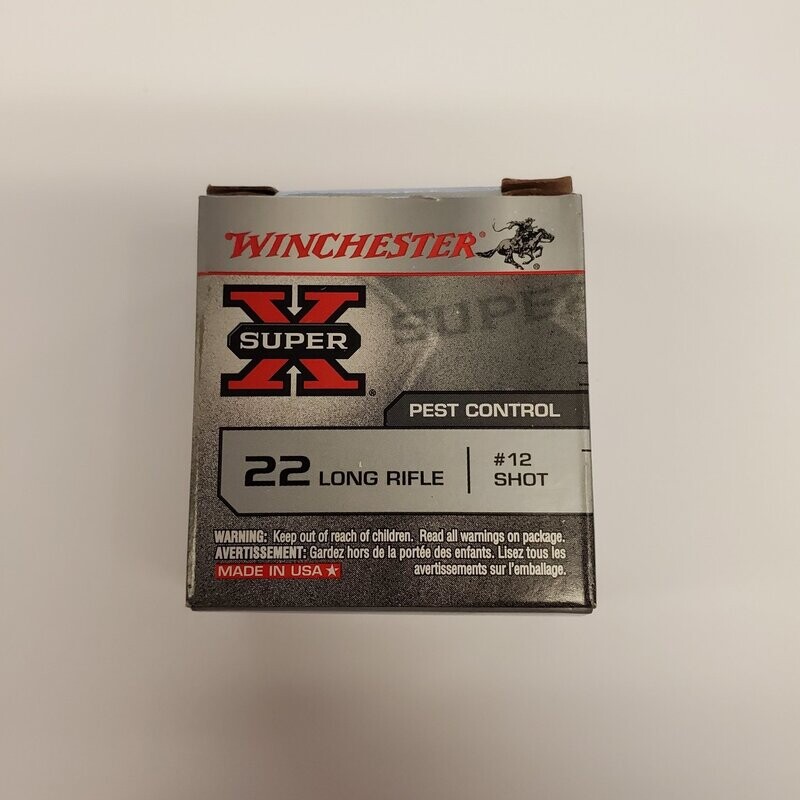 WINCHESTER®
SUPER X®
SUPER
PEST CONTROL
22 LONG RIFLE
#12
SHOT
WARNING: Keep out of reach of children. Read all warnings on package.
AVERTISSEMENT: Gardez hors de la portée des enfants. Lisez tous les
avertissements sur l'emballage.
MADE IN USA